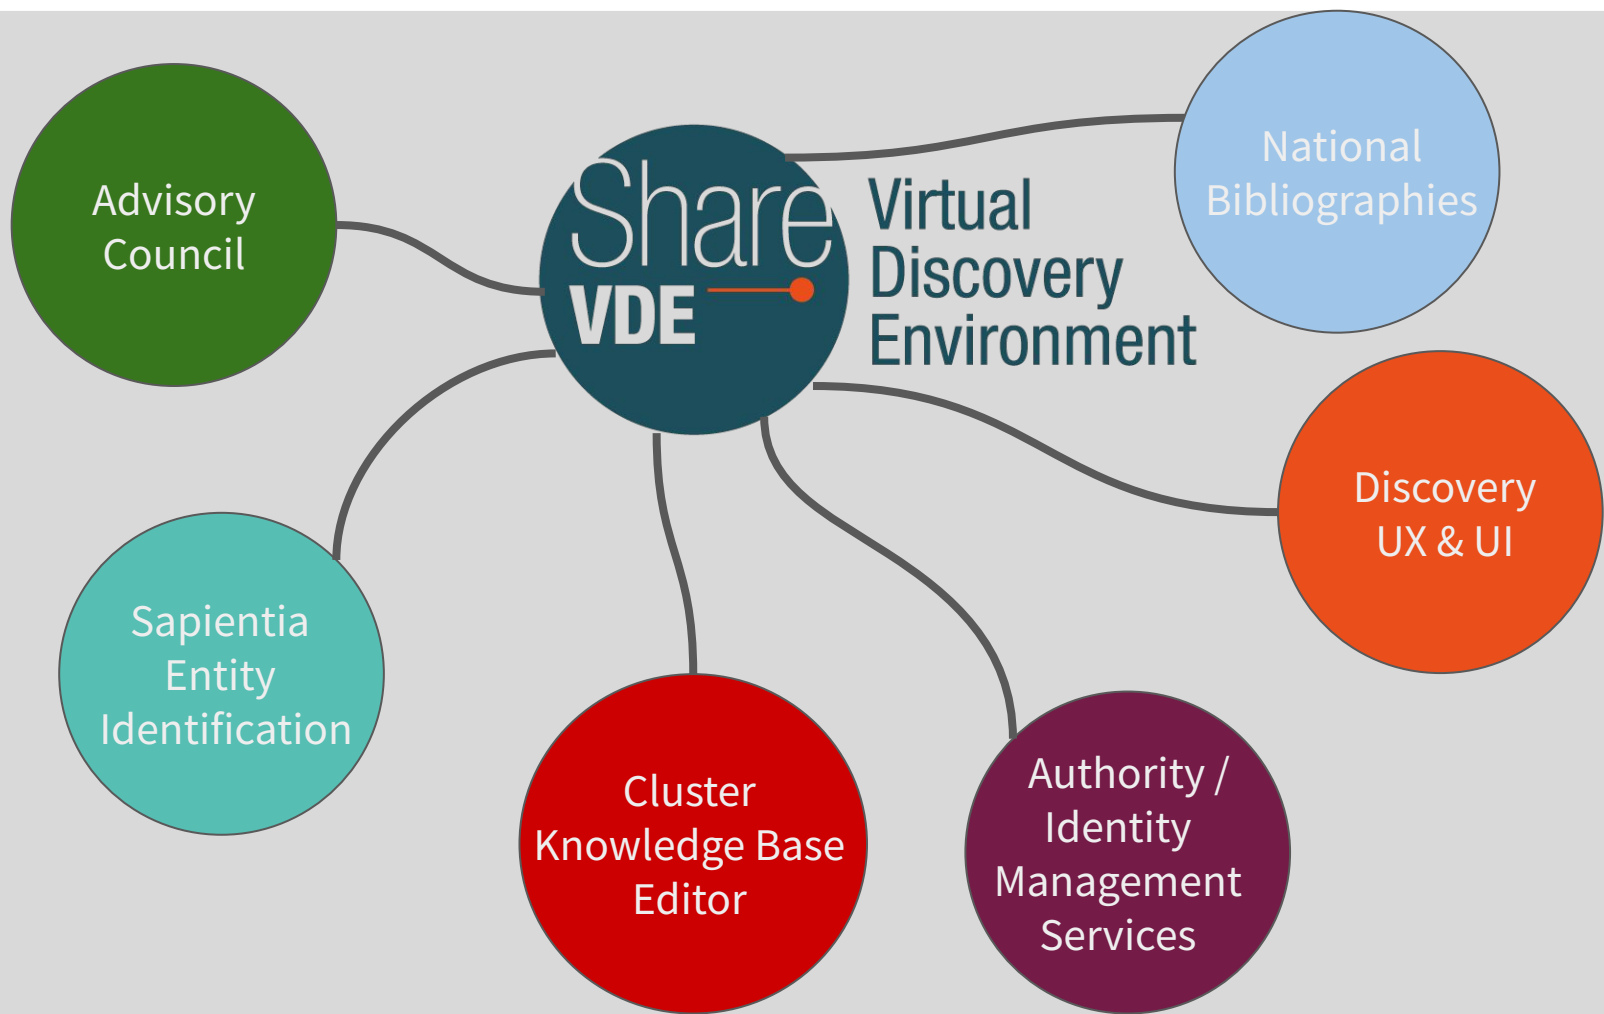 Advisory
Council
Share
VDE
Virtual
Discovery
Environment
National
Bibliographies
Discovery
UX & UI
Sapientia
Entity
Identification
Cluster
Knowledge Base
Editor
Authority /
Identity
Management
Services